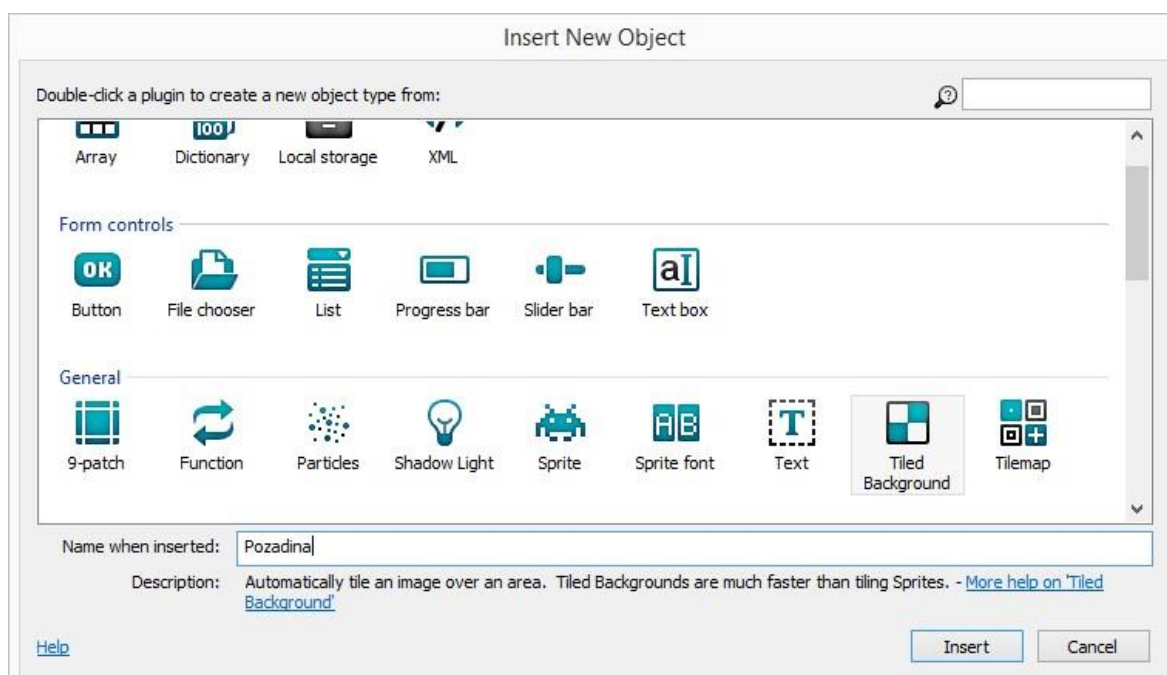 Insert New Object
Double-click a plugin to create a new object type from:
Array Dictionary Local storage XML
Form controls
OK aI
Button File chooser List Progress bar Slider bar Text box
General
AB T
9-patch Function Particles Shadow Light Sprite Sprite font Text Tiled Background Tilemap
Name when inserted: Pozadina
Description: Automatically tile an image over an area. Tiled Backgrounds are much faster than tiling Sprites. - More help on 'Tiled
Background'
Help Insert Cancel